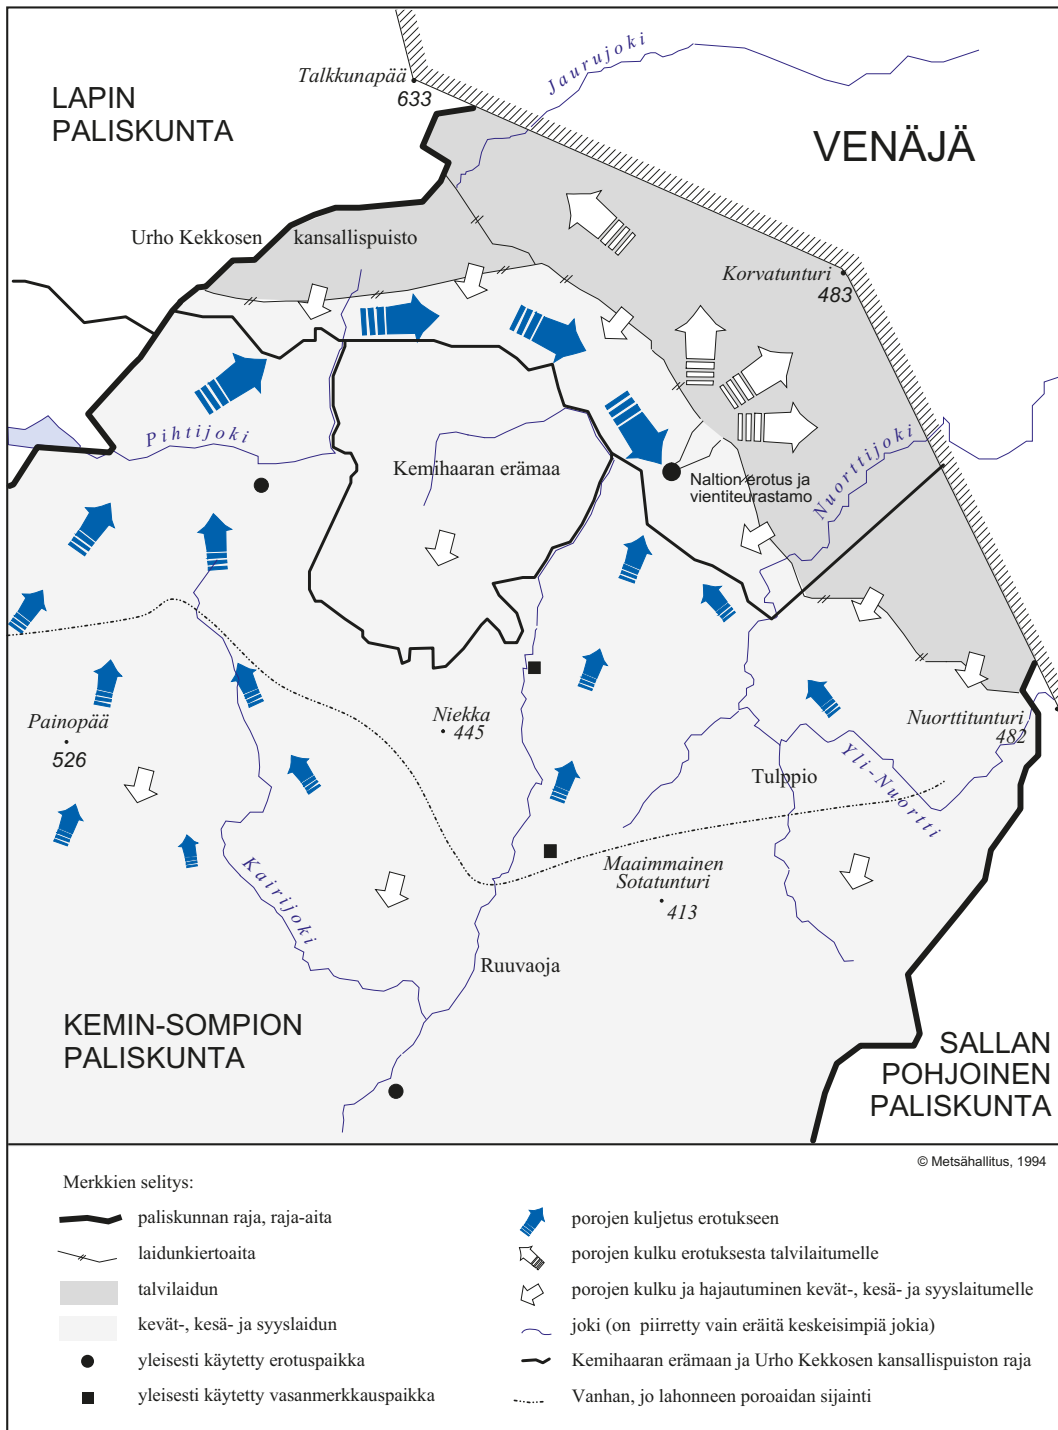 Talkkunapää
633
Jaurujoki
LAPIN
PALISKUNTA
VENÄJÄ
Urho Kekkosen kansallispuisto
Korvatunturi
483
Pihtijoki
Kemihaaran erämaa
Naltion erotus ja
vientiteurastamo
Nuorttijoki
Painopää
526
Niekka
445
Nuorttitunturi
482
Tulppio
Yli-Nuortti
Kairijoki
Maaimmainen
Sotatunturi
413
Ruuvaoja
KEMIN-SOMPION
PALISKUNTA
SALLAN
POHJOINEN
PALISKUNTA
© Metsähallitus, 1994
Merkkien selitys:
paliskunnan raja, raja-aita
laidunkiertoaita
talvilaidun
kevät-, kesä- ja syyslaidun
yleisesti käytetty erotuspaikka
yleisesti käytetty vasanmerkkauspaikka
porojen kuljetus erotukseen
porojen kulku erotuksesta talvilaitumelle
porojen kulku ja hajautuminen kevät-, kesä- ja syyslaitumelle
joki (on piirretty vain eräitä keskeisimpiä jokia)
Kemihaaran erämaan ja Urho Kekkosen kansallispuiston raja
Vanhan, jo lahonneen poroaidan sijainti